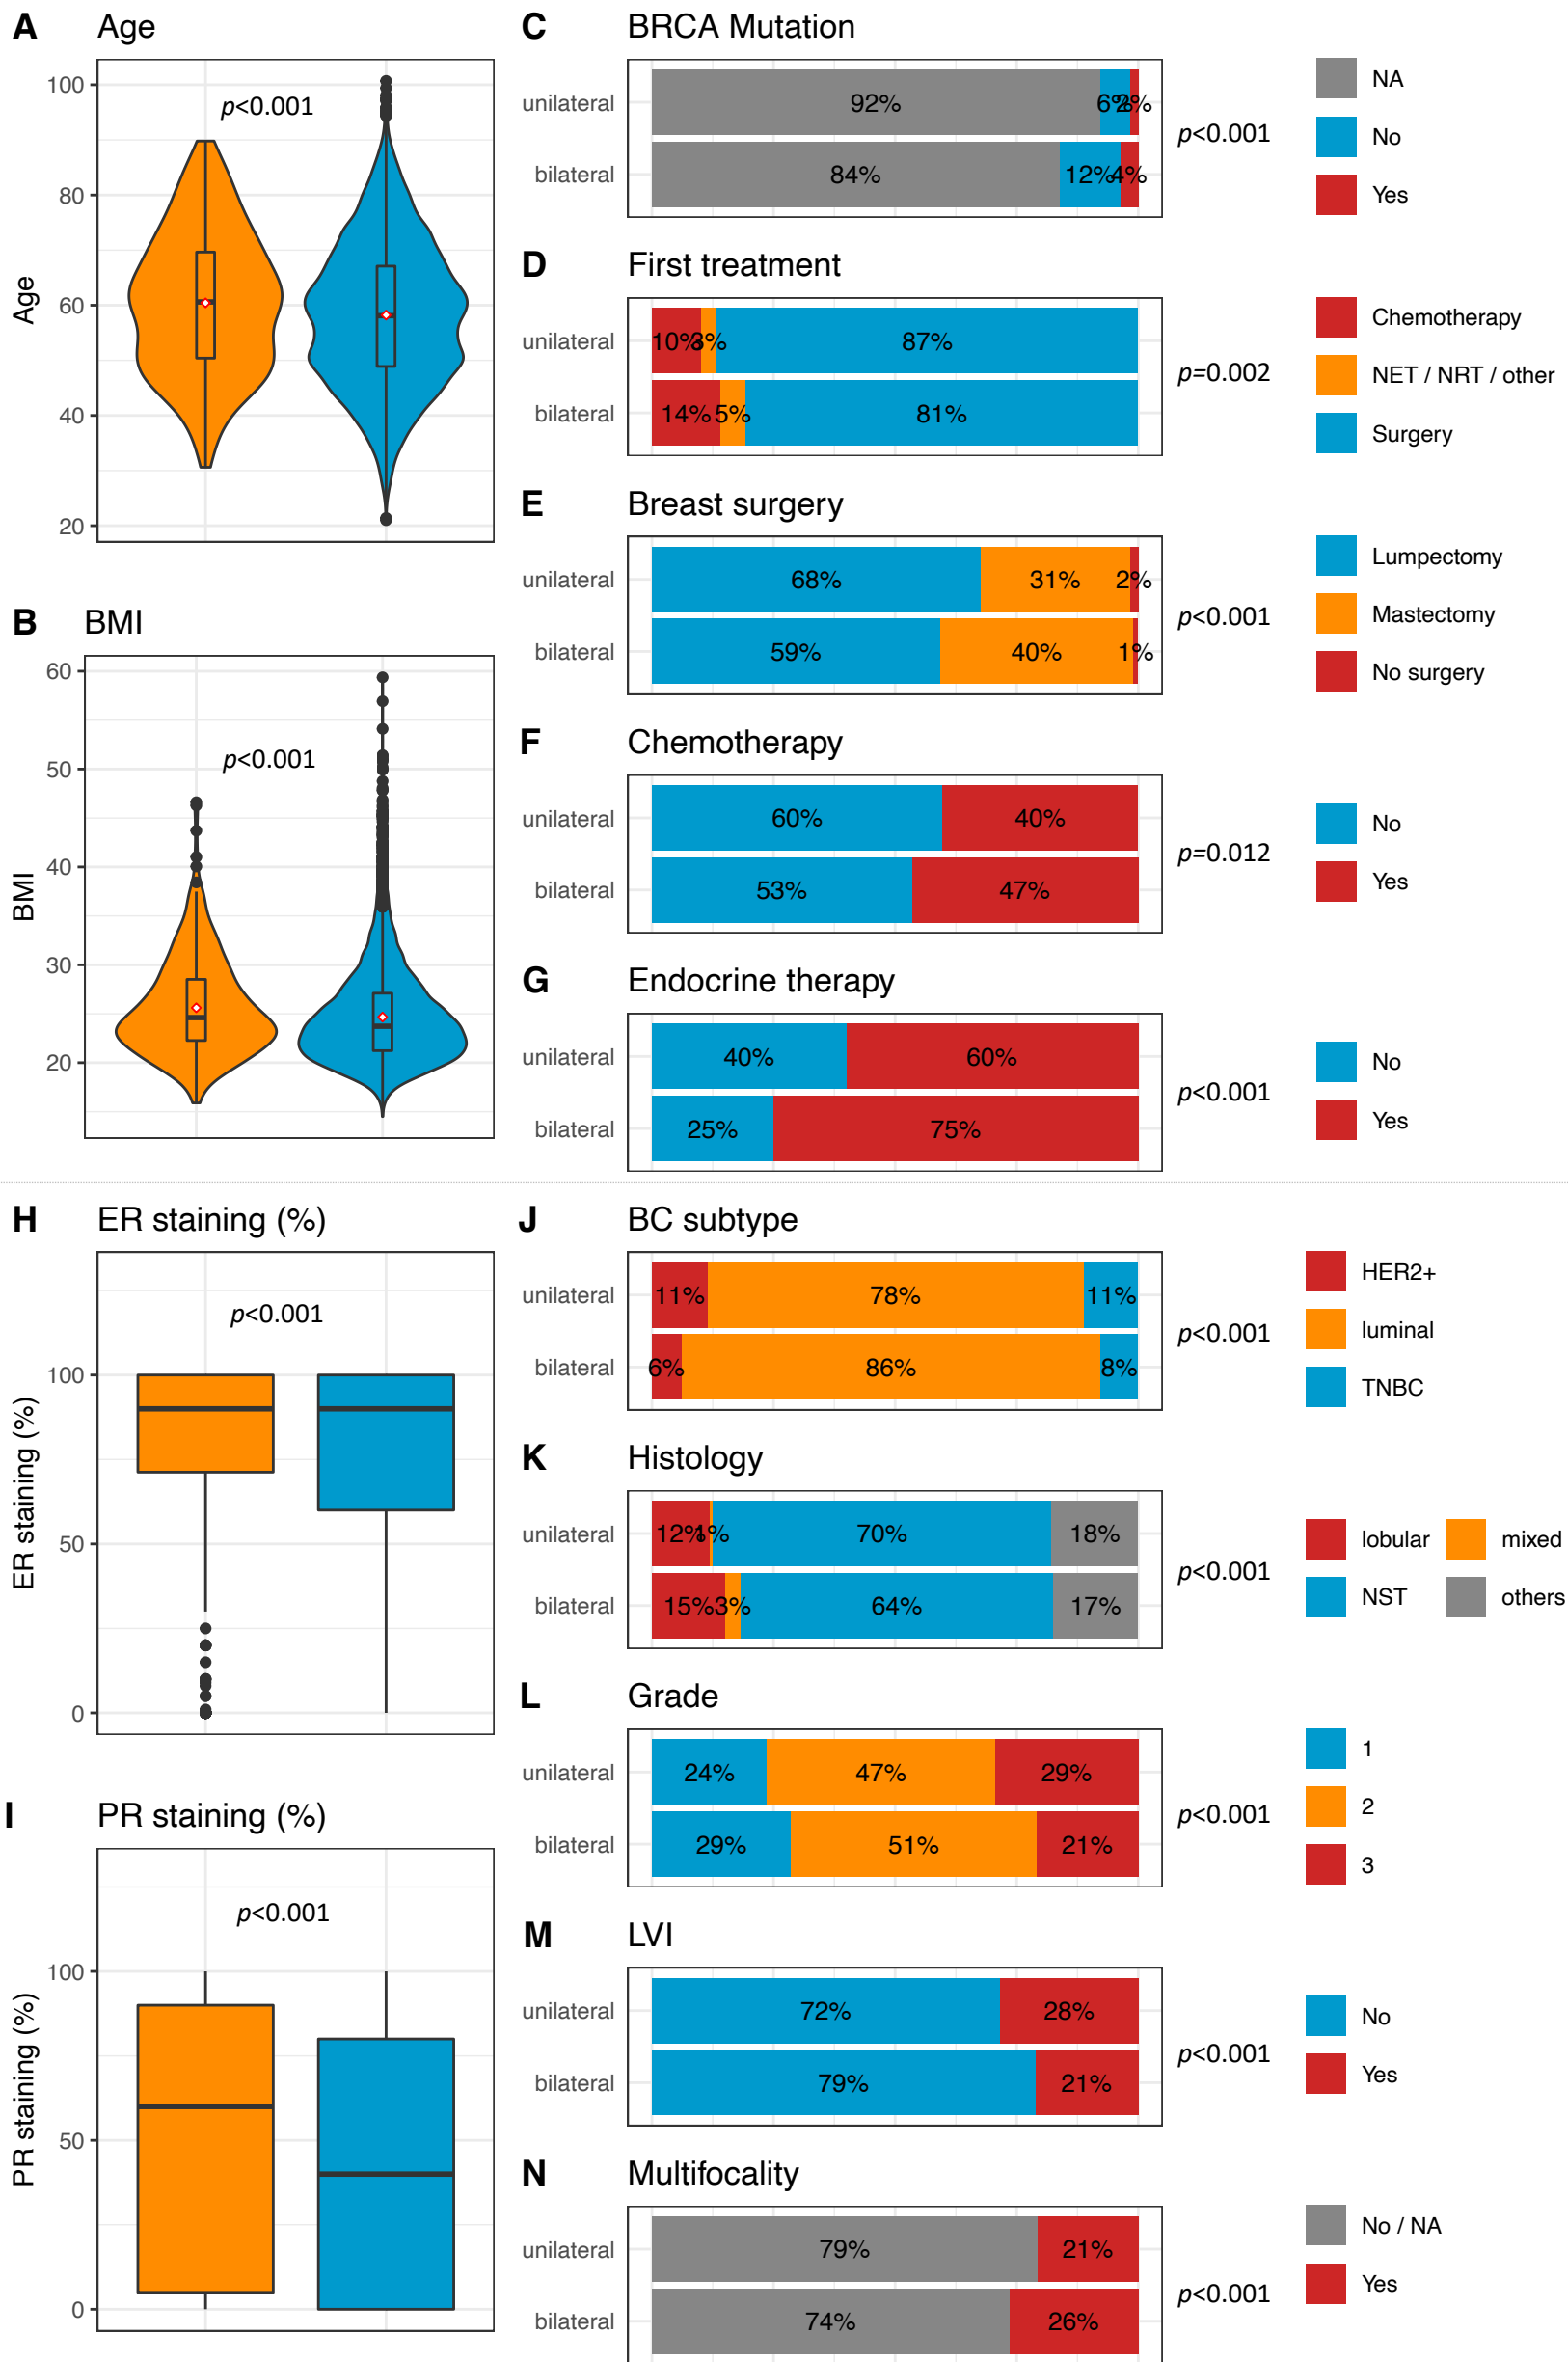 A Age
100
80
60
40
20
Age
p<0.001
B BMI
60
50
40
30
20
BMI
p<0.001
C BRCA Mutation
unilateral 92% 6% 2%
bilateral 84% 12% 4%
p<0.001
NA
No
Yes
D First treatment
unilateral 10% 3% 87%
bilateral 14% 5% 81%
p=0.002
Chemotherapy
NET / NRT / other
Surgery
E Breast surgery
unilateral 68% 31% 2%
bilateral 59% 40% 1%
p<0.001
Lumpectomy
Mastectomy
No surgery
F Chemotherapy
unilateral 60% 40%
bilateral 53% 47%
p=0.012
No
Yes
G Endocrine therapy
unilateral 40% 60%
bilateral 25% 75%
p<0.001
No
Yes
H ER staining (%)
100
50
0
ER staining (%)
p<0.001
I PR staining (%)
100
50
0
PR staining (%)
p<0.001
J BC subtype
unilateral 11% 78% 11%
bilateral 6% 86% 8%
p<0.001
HER2+
luminal
TNBC
K Histology
unilateral 12% 1% 70% 18%
bilateral 15% 3% 64% 17%
p<0.001
lobular mixed
NST others
L Grade
unilateral 24% 47% 29%
bilateral 29% 51% 21%
p<0.001
1
2
3
M LVI
unilateral 72% 28%
bilateral 79% 21%
p<0.001
No
Yes
N Multifocality
unilateral 79% 21%
bilateral 74% 26%
p<0.001
No / NA
Yes